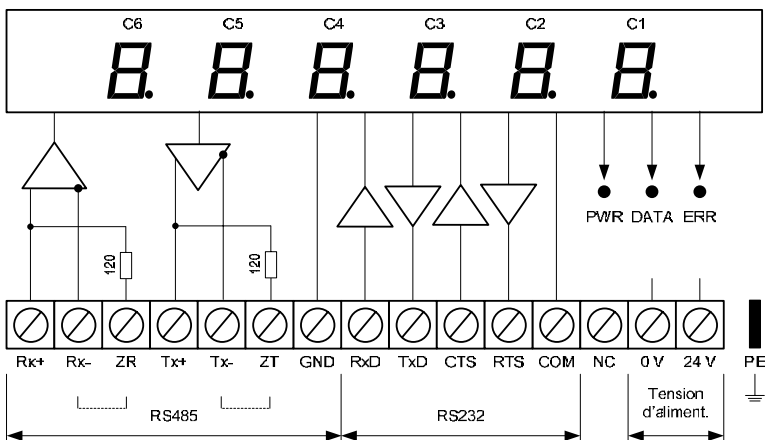 C6 C5 C4 C3 C2 C1
8. 8. 8. 8. 8. 8.
PWR DATA ERR
120 120
Rx+ Rx- ZR Tx+ Tx- ZT GND RxD TxD CTS RTS COM NC 0 V 24 V PE
RS485 RS232 Tension
d'aliment.